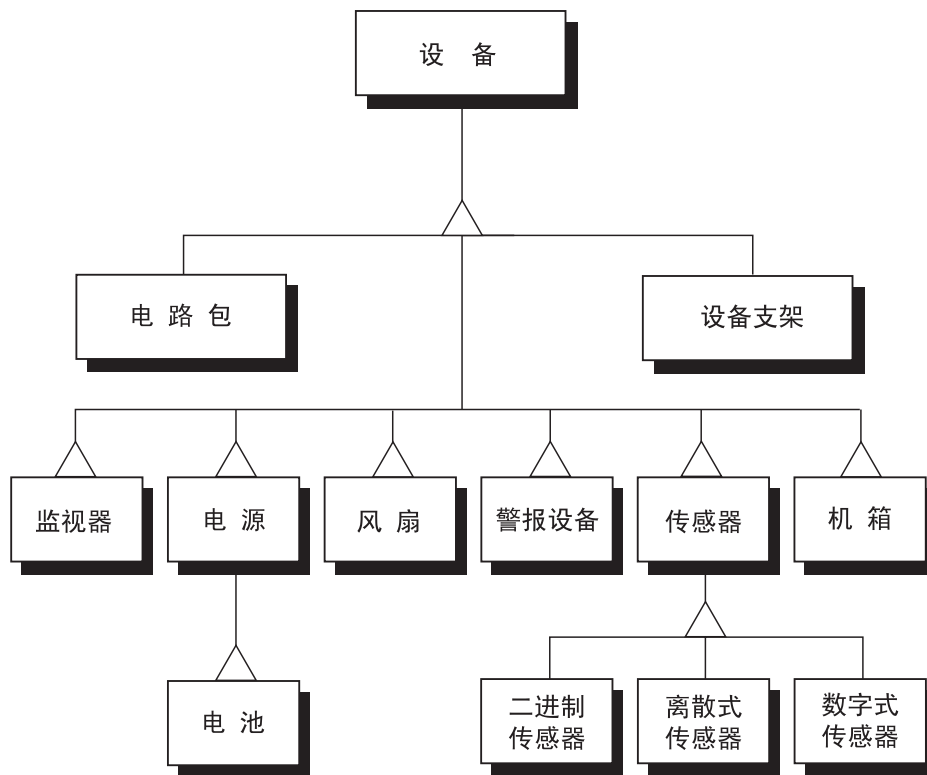 设 备
电 路 包
设备支架
监视器
电 源
风 扇
警报设备
传感器
机 箱
电 池
二进制
传感器
离散式
传感器
数字式
传感器